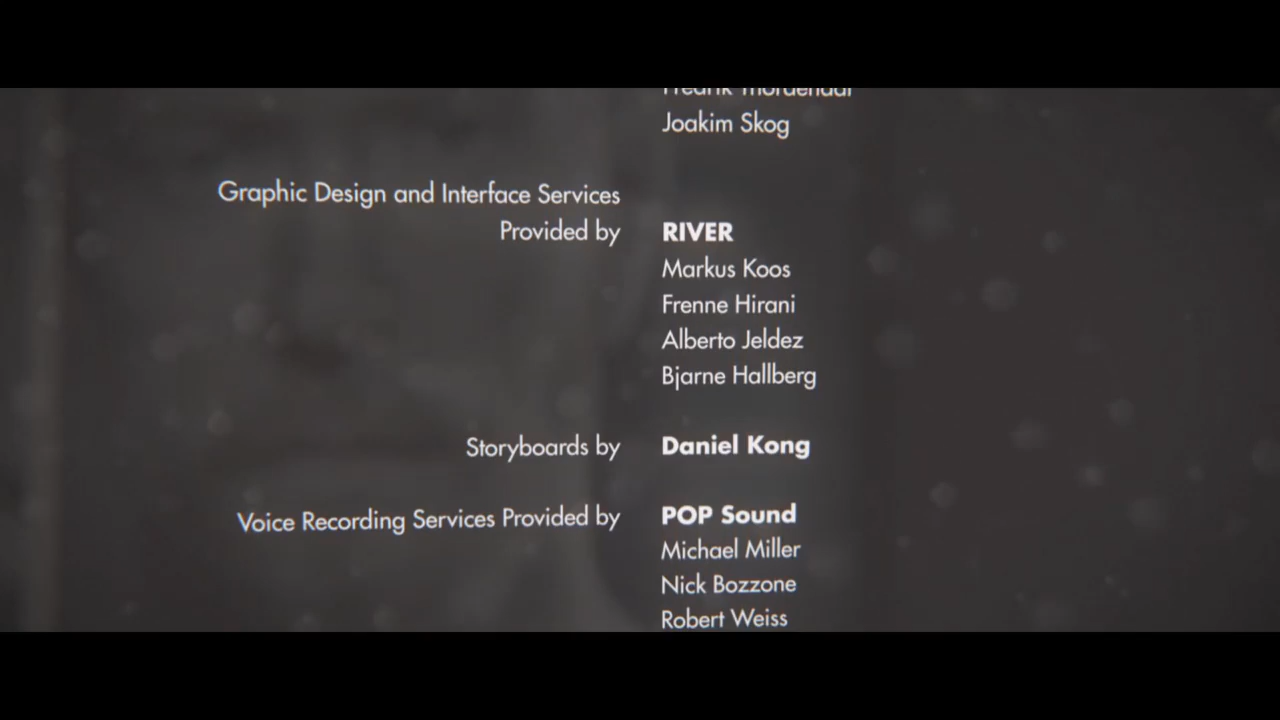 Joakim Skog
Graphic Design and Interface Services
Provided by RIVER
Markus Koos
Frenne Hirani
Alberto Jeldez
Bjarne Hallberg
Storyboards by Daniel Kong
Voice Recording Services Provided by POP Sound
Michael Miller
Nick Bozzone
Robert Weiss